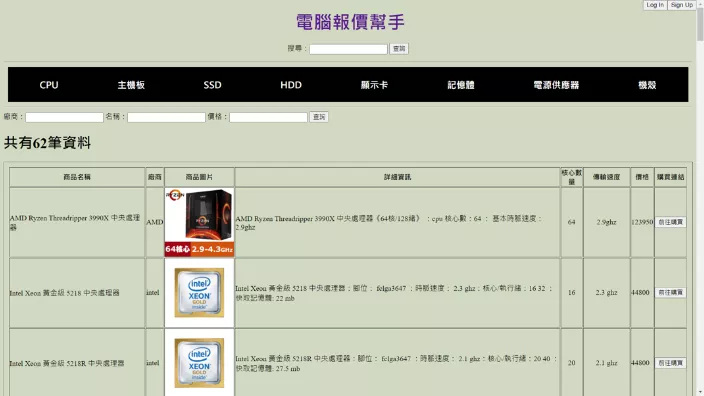 Log In Sign Up
電腦報價幫手
搜尋： 查詢
CPU 主機板 SSD HDD 顯示卡 記憶體 電源供應器 機殼
廠商： 名稱： 價格： 查詢
共有62筆資料
商品名稱 廠商 商品圖片 詳細資訊 核心數量 傳輸速度 價格 購買連結
RYZEN
AMD Ryzen Threadripper 3990X 中央處理器 AMD
64核心 2.9-4.3GHz
AMD Ryzen Threadripper 3990X 中央處理器《64核/128緒》：cpu 核心數：64 ： 基本時脈速度：
2.9ghz
64 2.9ghz 123950 前往購買
Intel Xeon 黃金級 5218 中央處理器 intel
intel
XEON
GOLD
inside
Intel Xeon 黃金級 5218 中央處理器：腳位： fclga3647 ；時脈速度： 2.3 ghz：核心/執行緒：16 32 ：
快取記憶體: 22 mb
16 2.3 ghz 44800 前往購買
Intel Xeon 黃金級 5218R 中央處理器 intel
intel
XEON
GOLD
inside
Intel Xeon 黃金級 5218R 中央處理器：腳位： fclga3647 ：時脈速度： 2.1 ghz：核心/執行緒：20 40 ：
快取記憶體: 27.5 mb
20 2.1 ghz 44800 前往購買